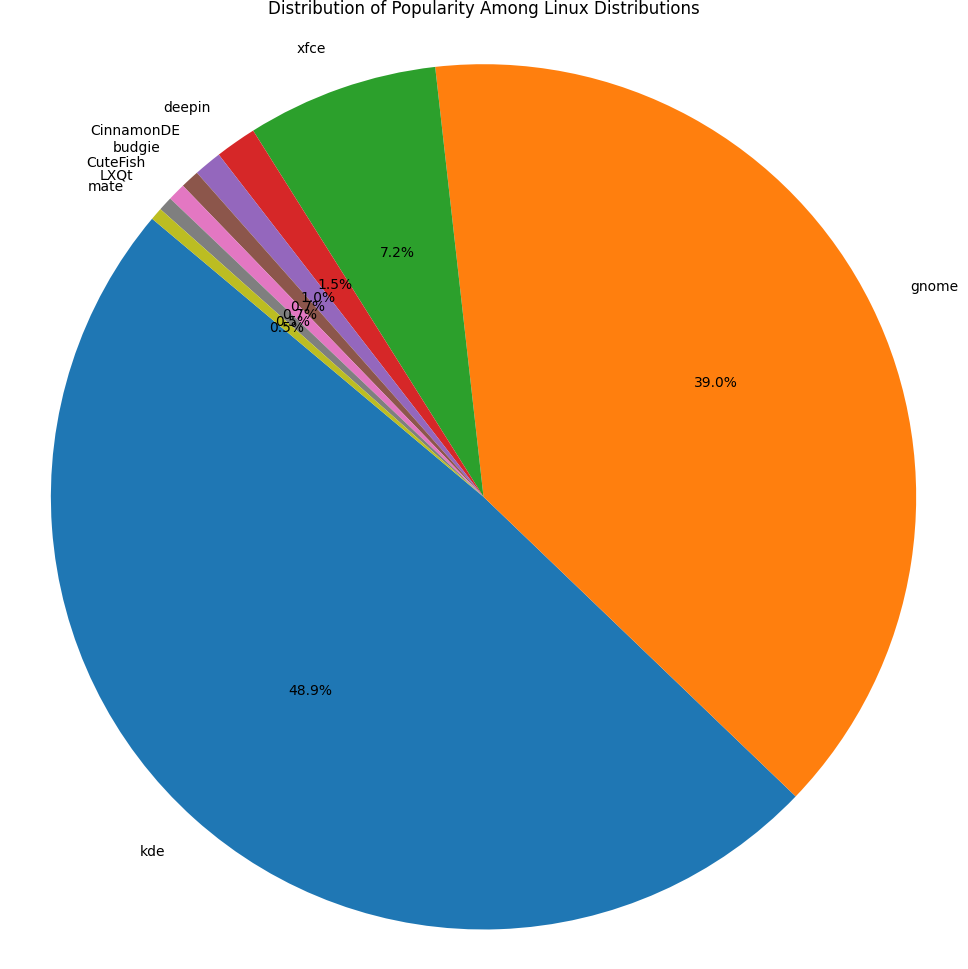 Distribution of Popularity Among Linux Distributions
xfce
deepin
CinnamonDE
budgie
CuteFish
LXQt
mate
gnome
kde
7.2%
1.5%
1.0%
0.7%
0.7%
0.5%
0.5%
39.0%
48.9%